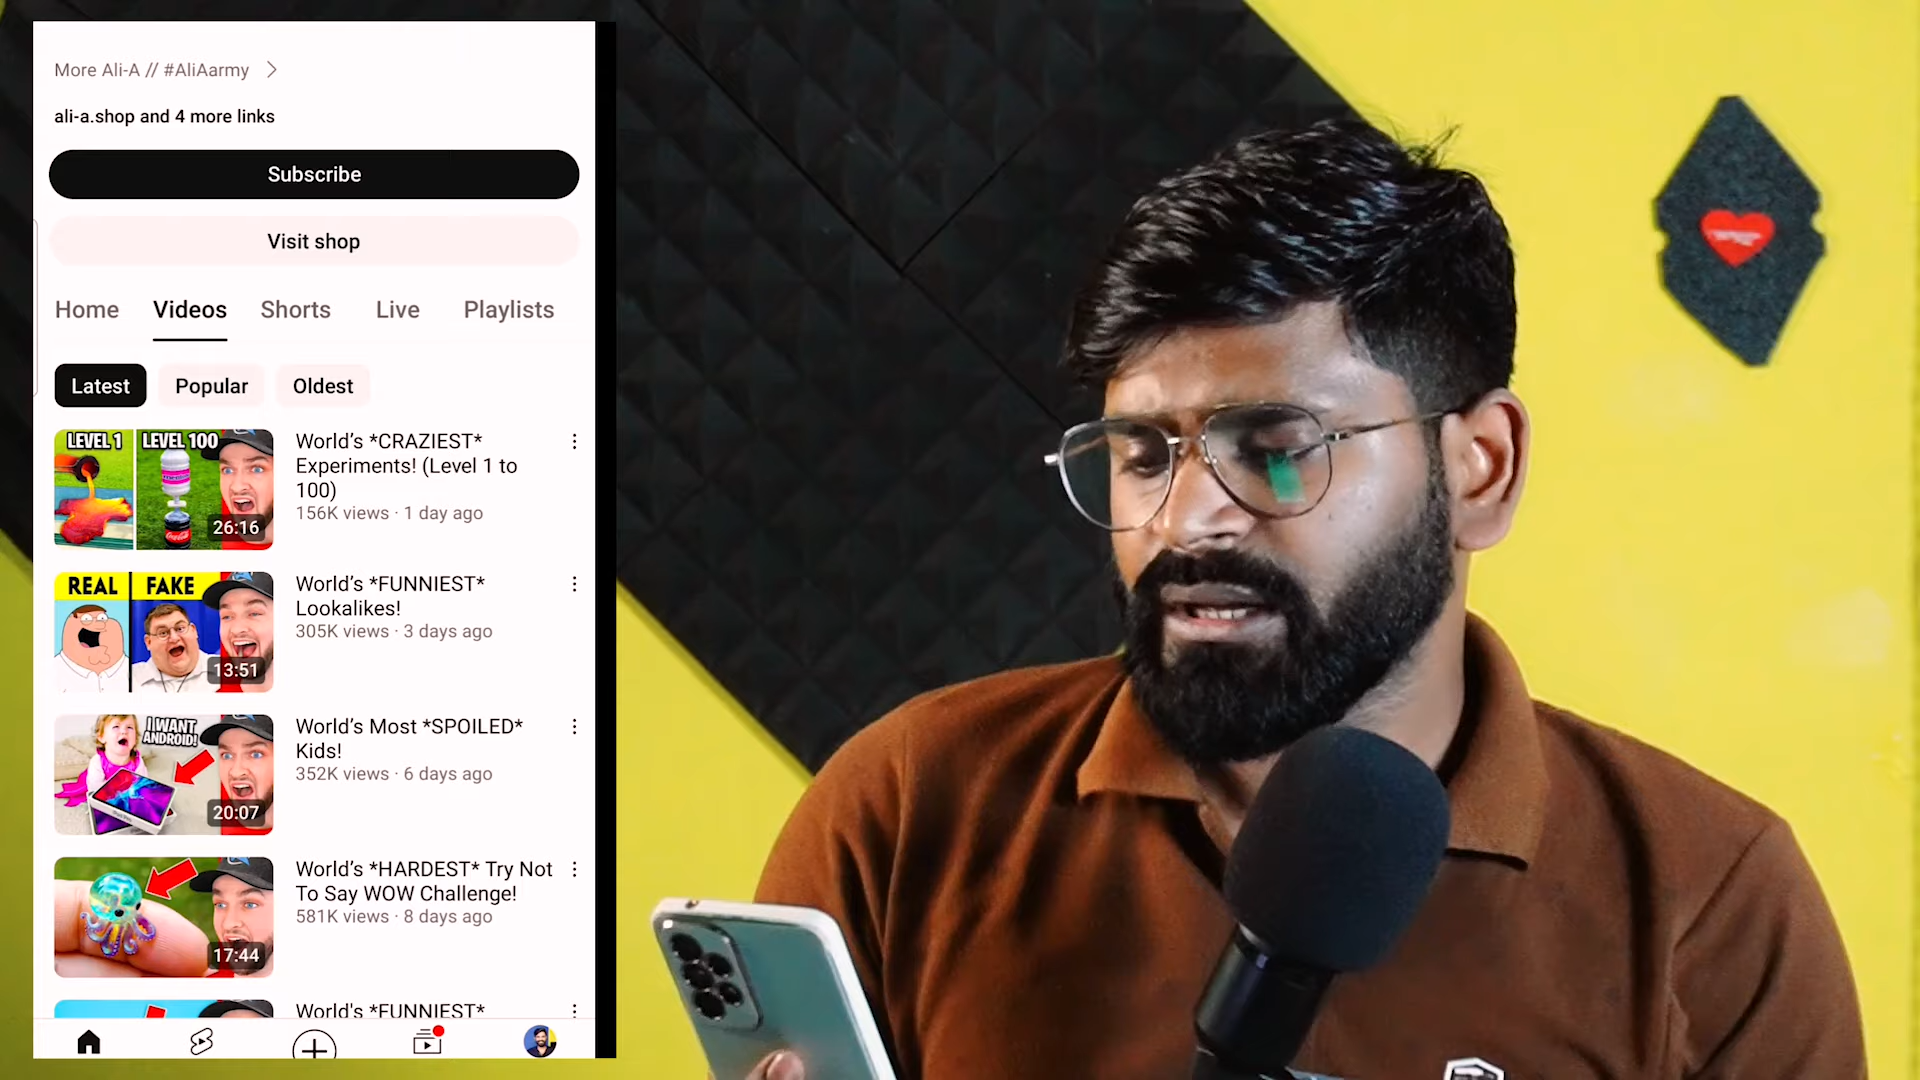 More Ali-A // #AliAarmy
ali-a.shop and 4 more links
Subscribe
Visit shop
Home Videos Shorts Live Playlists
Latest Popular Oldest
LEVEL 1 LEVEL 100
26:16
World’s *CRAZIEST*
Experiments! (Level 1 to
100)
156K views · 1 day ago
REAL FAKE
13:51
World’s *FUNNIEST*
Lookalikes!
305K views · 3 days ago
I WANT
ANDROID!
20:07
World’s Most *SPOILED*
Kids!
352K views · 6 days ago
17:44
World’s *HARDEST* Try Not
To Say WOW Challenge!
581K views · 8 days ago
World's *FUNNIEST*